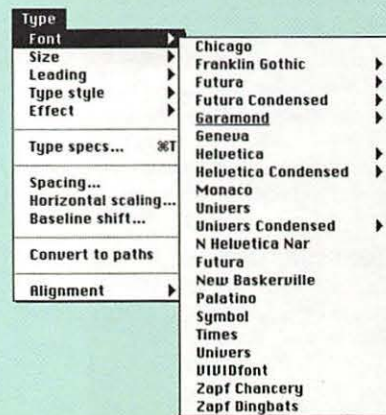 Type
Font
Size
Leading
Type style
Effect
Type specs... ⌘T
Spacing...
Horizontal scaling...
Baseline shift...
Convert to paths
Alignment
Chicago
Franklin Gothic
Futura
Futura Condensed
Garamond
Geneva
Helvetica
Helvetica Condensed
Monaco
Univers
Univers Condensed
N Helvetica Nar
Futura
New Baskerville
Palatino
Symbol
Times
Univers
VIVIDfont
Zapf Chancery
Zapf Dingbats